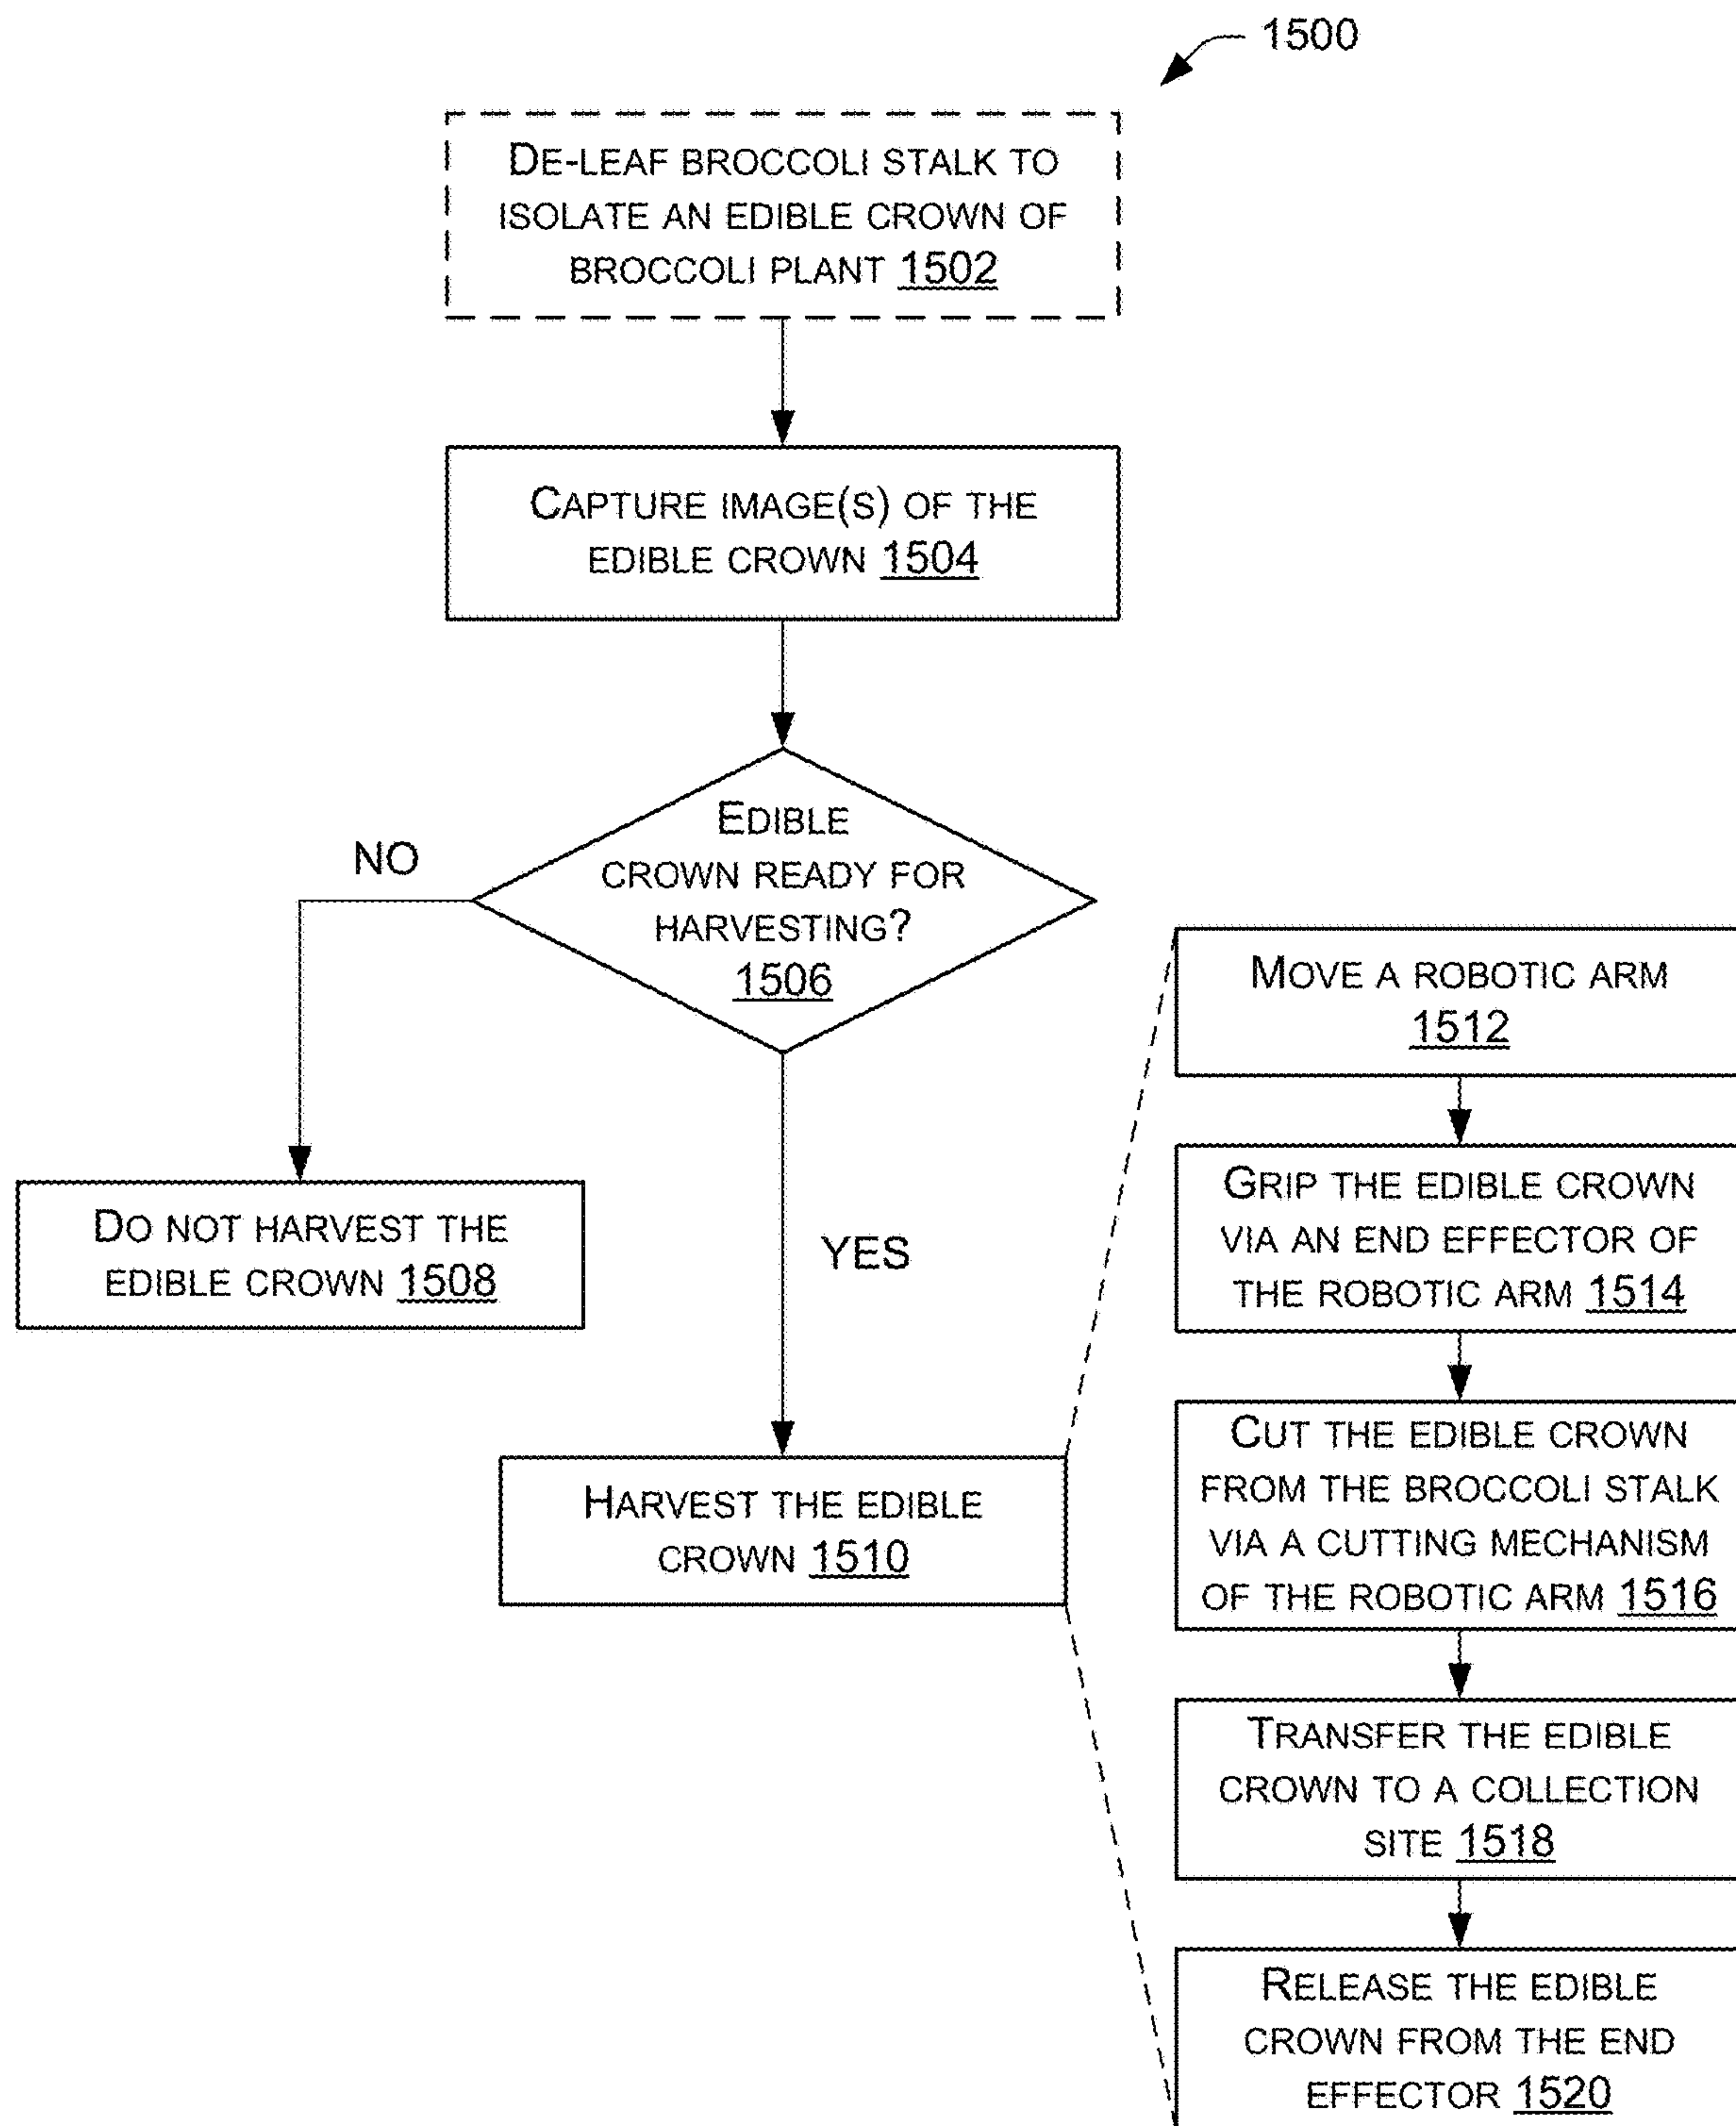 1500
DE-LEAF BROCCOLI STALK TO
ISOLATE AN EDIBLE CROWN OF
BROCCOLI PLANT 1502
CAPTURE IMAGE(S) OF THE
EDIBLE CROWN 1504
EDIBLE
CROWN READY FOR
HARVESTING?
1506
NO
DO NOT HARVEST THE
EDIBLE CROWN 1508
YES
HARVEST THE EDIBLE
CROWN 1510
MOVE A ROBOTIC ARM
1512
GRIP THE EDIBLE CROWN
VIA AN END EFFECTOR OF
THE ROBOTIC ARM 1514
CUT THE EDIBLE CROWN
FROM THE BROCCOLI STALK
VIA A CUTTING MECHANISM
OF THE ROBOTIC ARM 1516
TRANSFER THE EDIBLE
CROWN TO A COLLECTION
SITE 1518
RELEASE THE EDIBLE
CROWN FROM THE END
EFFECTOR 1520